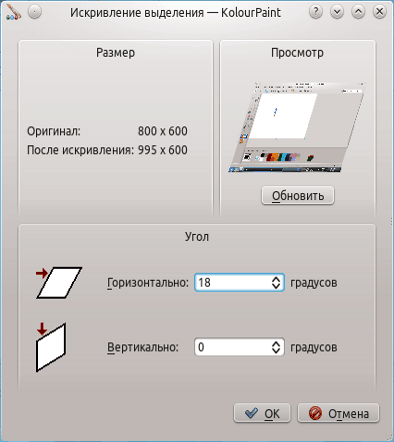 Искривление выделения — KolourPaint
Размер
Просмотр
Оригинал: 800 x 600
После искривления: 995 x 600
Обновить
Угол
Горизонтально: 18 градусов
Вертикально: 0 градусов
OK
Отмена